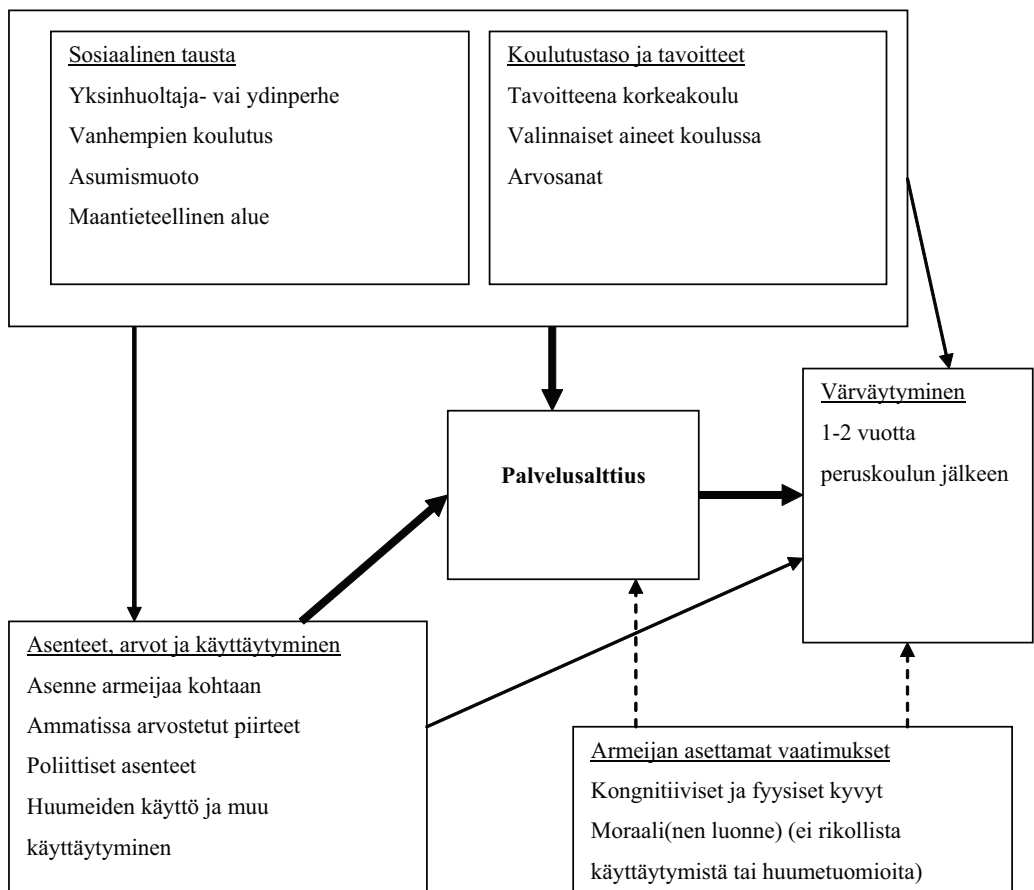 Sosiaalinen tausta
Yksinhuoltaja- vai ydinperhe
Vanhempien koulutus
Asumismuoto
Maantieteellinen alue
Koulutustaso ja tavoitteet
Tavoitteena korkeakoulu
Valinnaiset aineet koulussa
Arvosanat
Värväytyminen
1-2 vuotta
peruskoulun jälkeen
Palvelusalttius
Asenteet, arvot ja käyttäytyminen
Asenne armeijaa kohtaan
Ammatissa arvostetut piirteet
Poliittiset asenteet
Huumeiden käyttö ja muu
käyttäytyminen
Armeijan asettamat vaatimukset
Kongnitiiviset ja fyysiset kyvyt
Moraali(nen luonne) (ei rikollista
käyttäytymistä tai huumetuomioita)